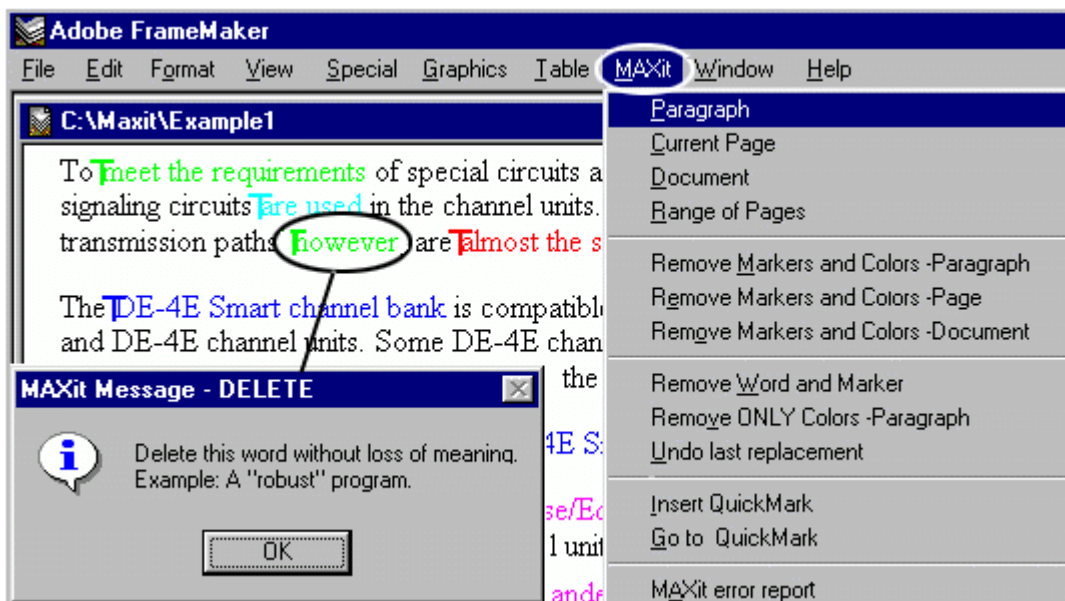 Adobe FrameMaker
File Edit Format View Special Graphics Table MAXit Window Help
C:\Maxit\Example1
To meet the requirements of special circuits a
signaling circuits are used in the channel units.
transmission paths however are almost the s
The DE-4E Smart channel bank is compatible
and DE-4E channel units. Some DE-4E chan
the
4E S
se/Ec
l unit
ande
MAXit Message - DELETE
Delete this word without loss of meaning.
Example: A "robust" program.
OK
Paragraph
Current Page
Document
Range of Pages
Remove Markers and Colors -Paragraph
Remove Markers and Colors -Page
Remove Markers and Colors -Document
Remove Word and Marker
Remove ONLY Colors -Paragraph
Undo last replacement
Insert QuickMark
Go to QuickMark
MAXit error report